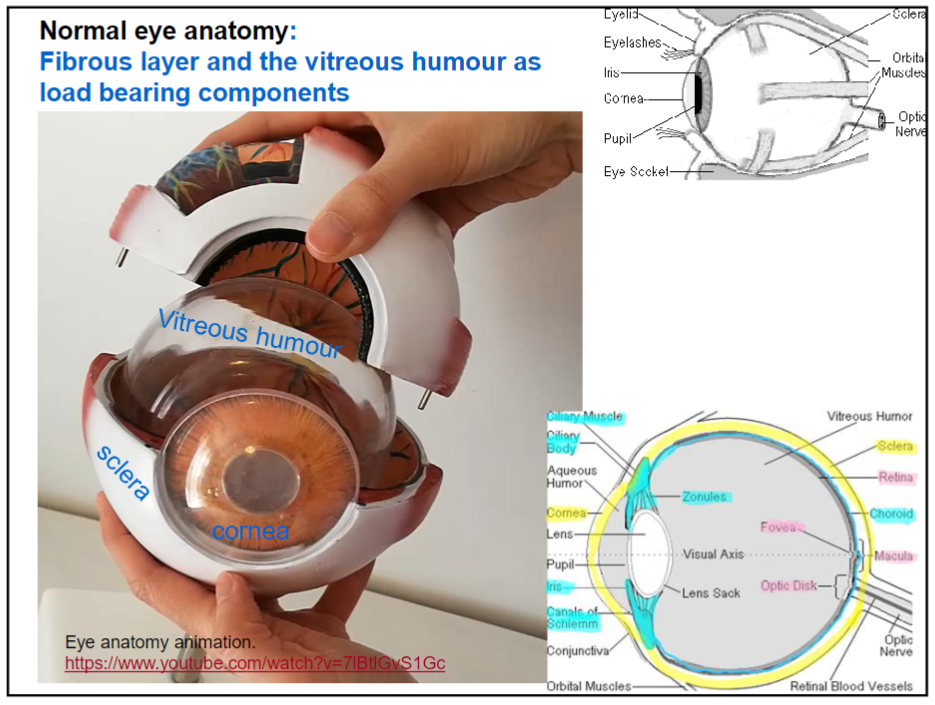 Normal eye anatomy:
Fibrous layer and the vitreous humour as
load bearing components
Vitreous humour
sclera
cornea
Eye anatomy animation.
https://www.youtube.com/watch?v=7lBtlGyS1Gc
Eyelid
Eyelashes
Iris
Cornea
Pupil
Eye Socket
Sclera
Orbital
Muscles
Optic
Nerve
Ciliary Muscle
Ciliary
Body
Aqueous
Humor
Cornea
Lens
Pupil
Iris
Canals of
Schlemm
Conjunctiva
Orbital Muscles
Zonules
Fovea
Visual Axis
Lens Sack
Optic Disk
Vitreous Humor
Sclera
Retina
Choroid
Macula
Optic
Nerve
Retinal Blood Vessels